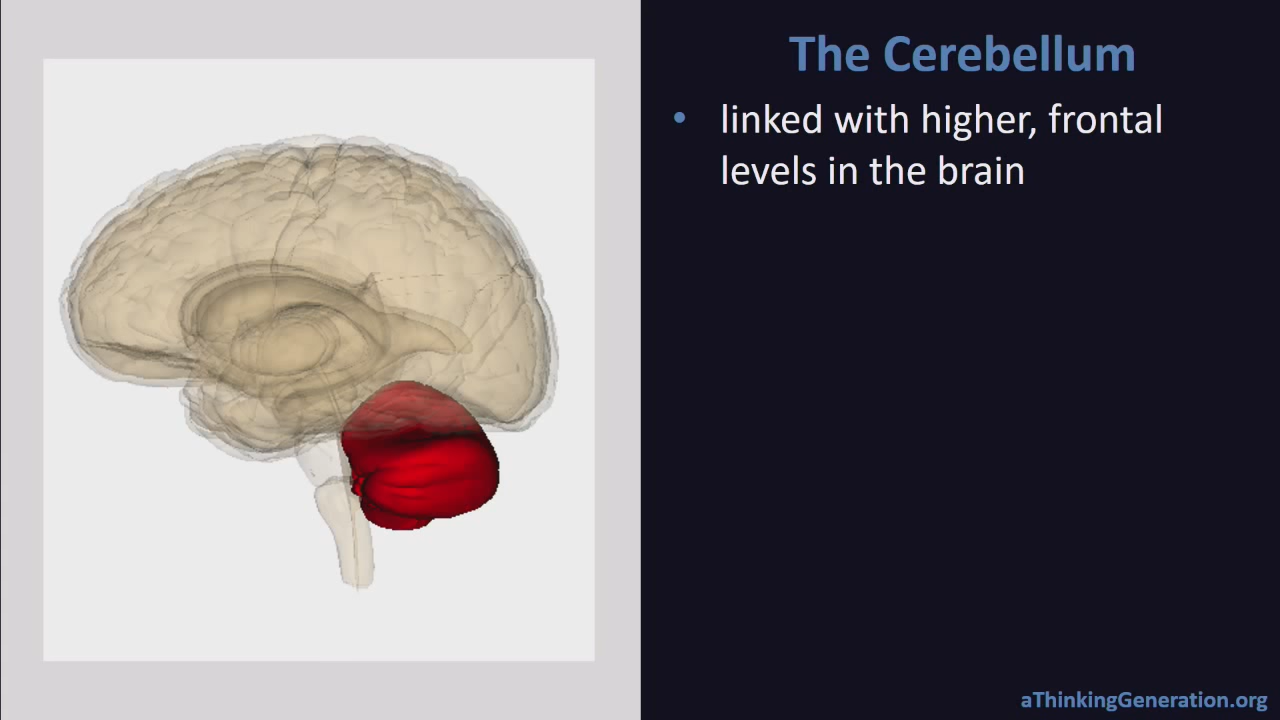 The Cerebellum
• linked with higher, frontal
levels in the brain
aThinkingGeneration.org